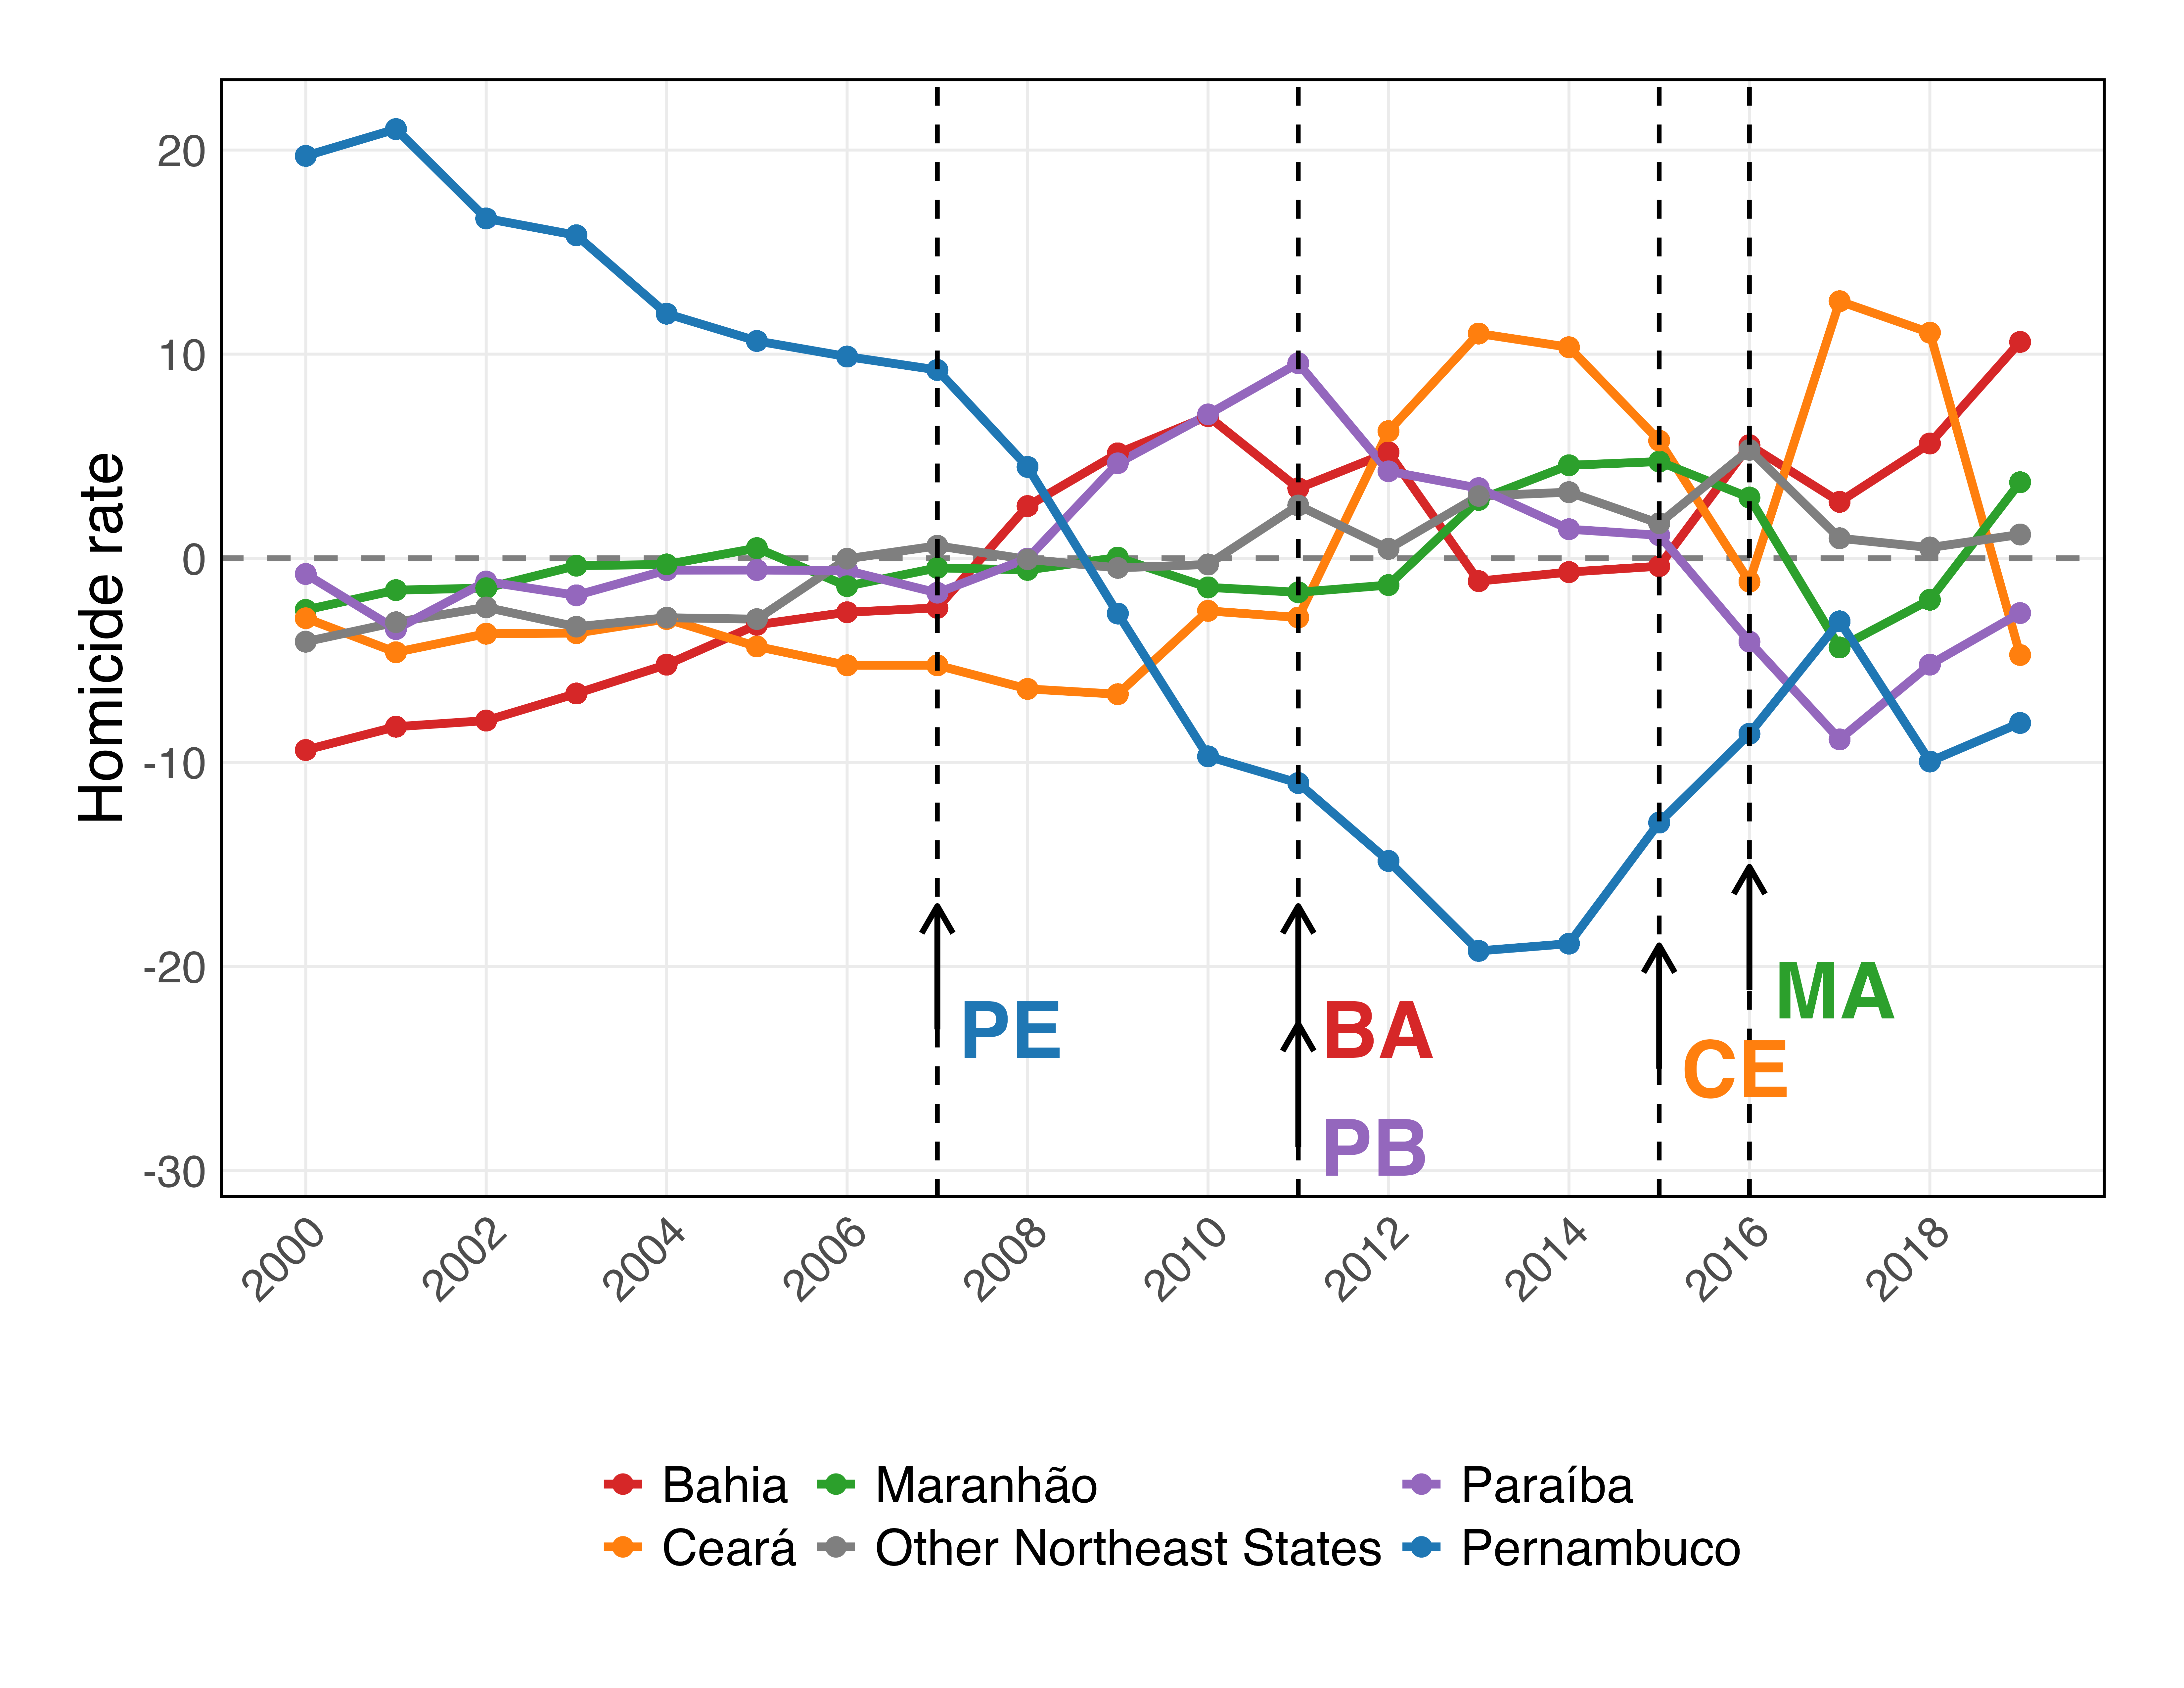 Homicide rate
20
10
0
-10
-20
-30
PE
BA
PB
CE
MA
2000 2002 2004 2006 2008 2010 2012 2014 2016 2018
Bahia Maranhão Paraíba
Ceará Other Northeast States Pernambuco